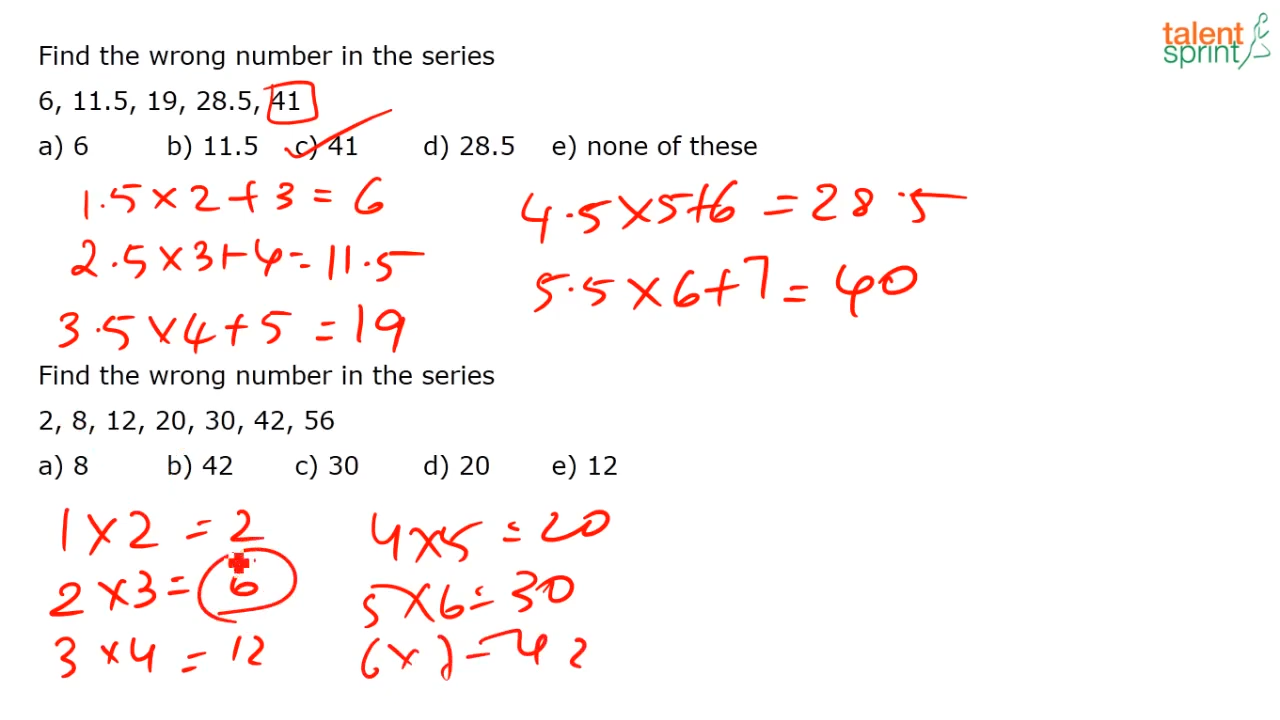 talent
sprint
Find the wrong number in the series
6, 11.5, 19, 28.5, 41
a) 6 b) 11.5 c) 41 d) 28.5 e) none of these
1.5 × 2 + 3 = 6
2.5 × 3 + 4 = 11.5
3.5 × 4 + 5 = 19
4.5 × 5 + 6 = 28.5
5.5 × 6 + 7 = 40
Find the wrong number in the series
2, 8, 12, 20, 30, 42, 56
a) 8 b) 42 c) 30 d) 20 e) 12
1 × 2 = 2
2 × 3 = 6
3 × 4 = 12
4 × 5 = 20
5 × 6 = 30
6 × 7 = 42